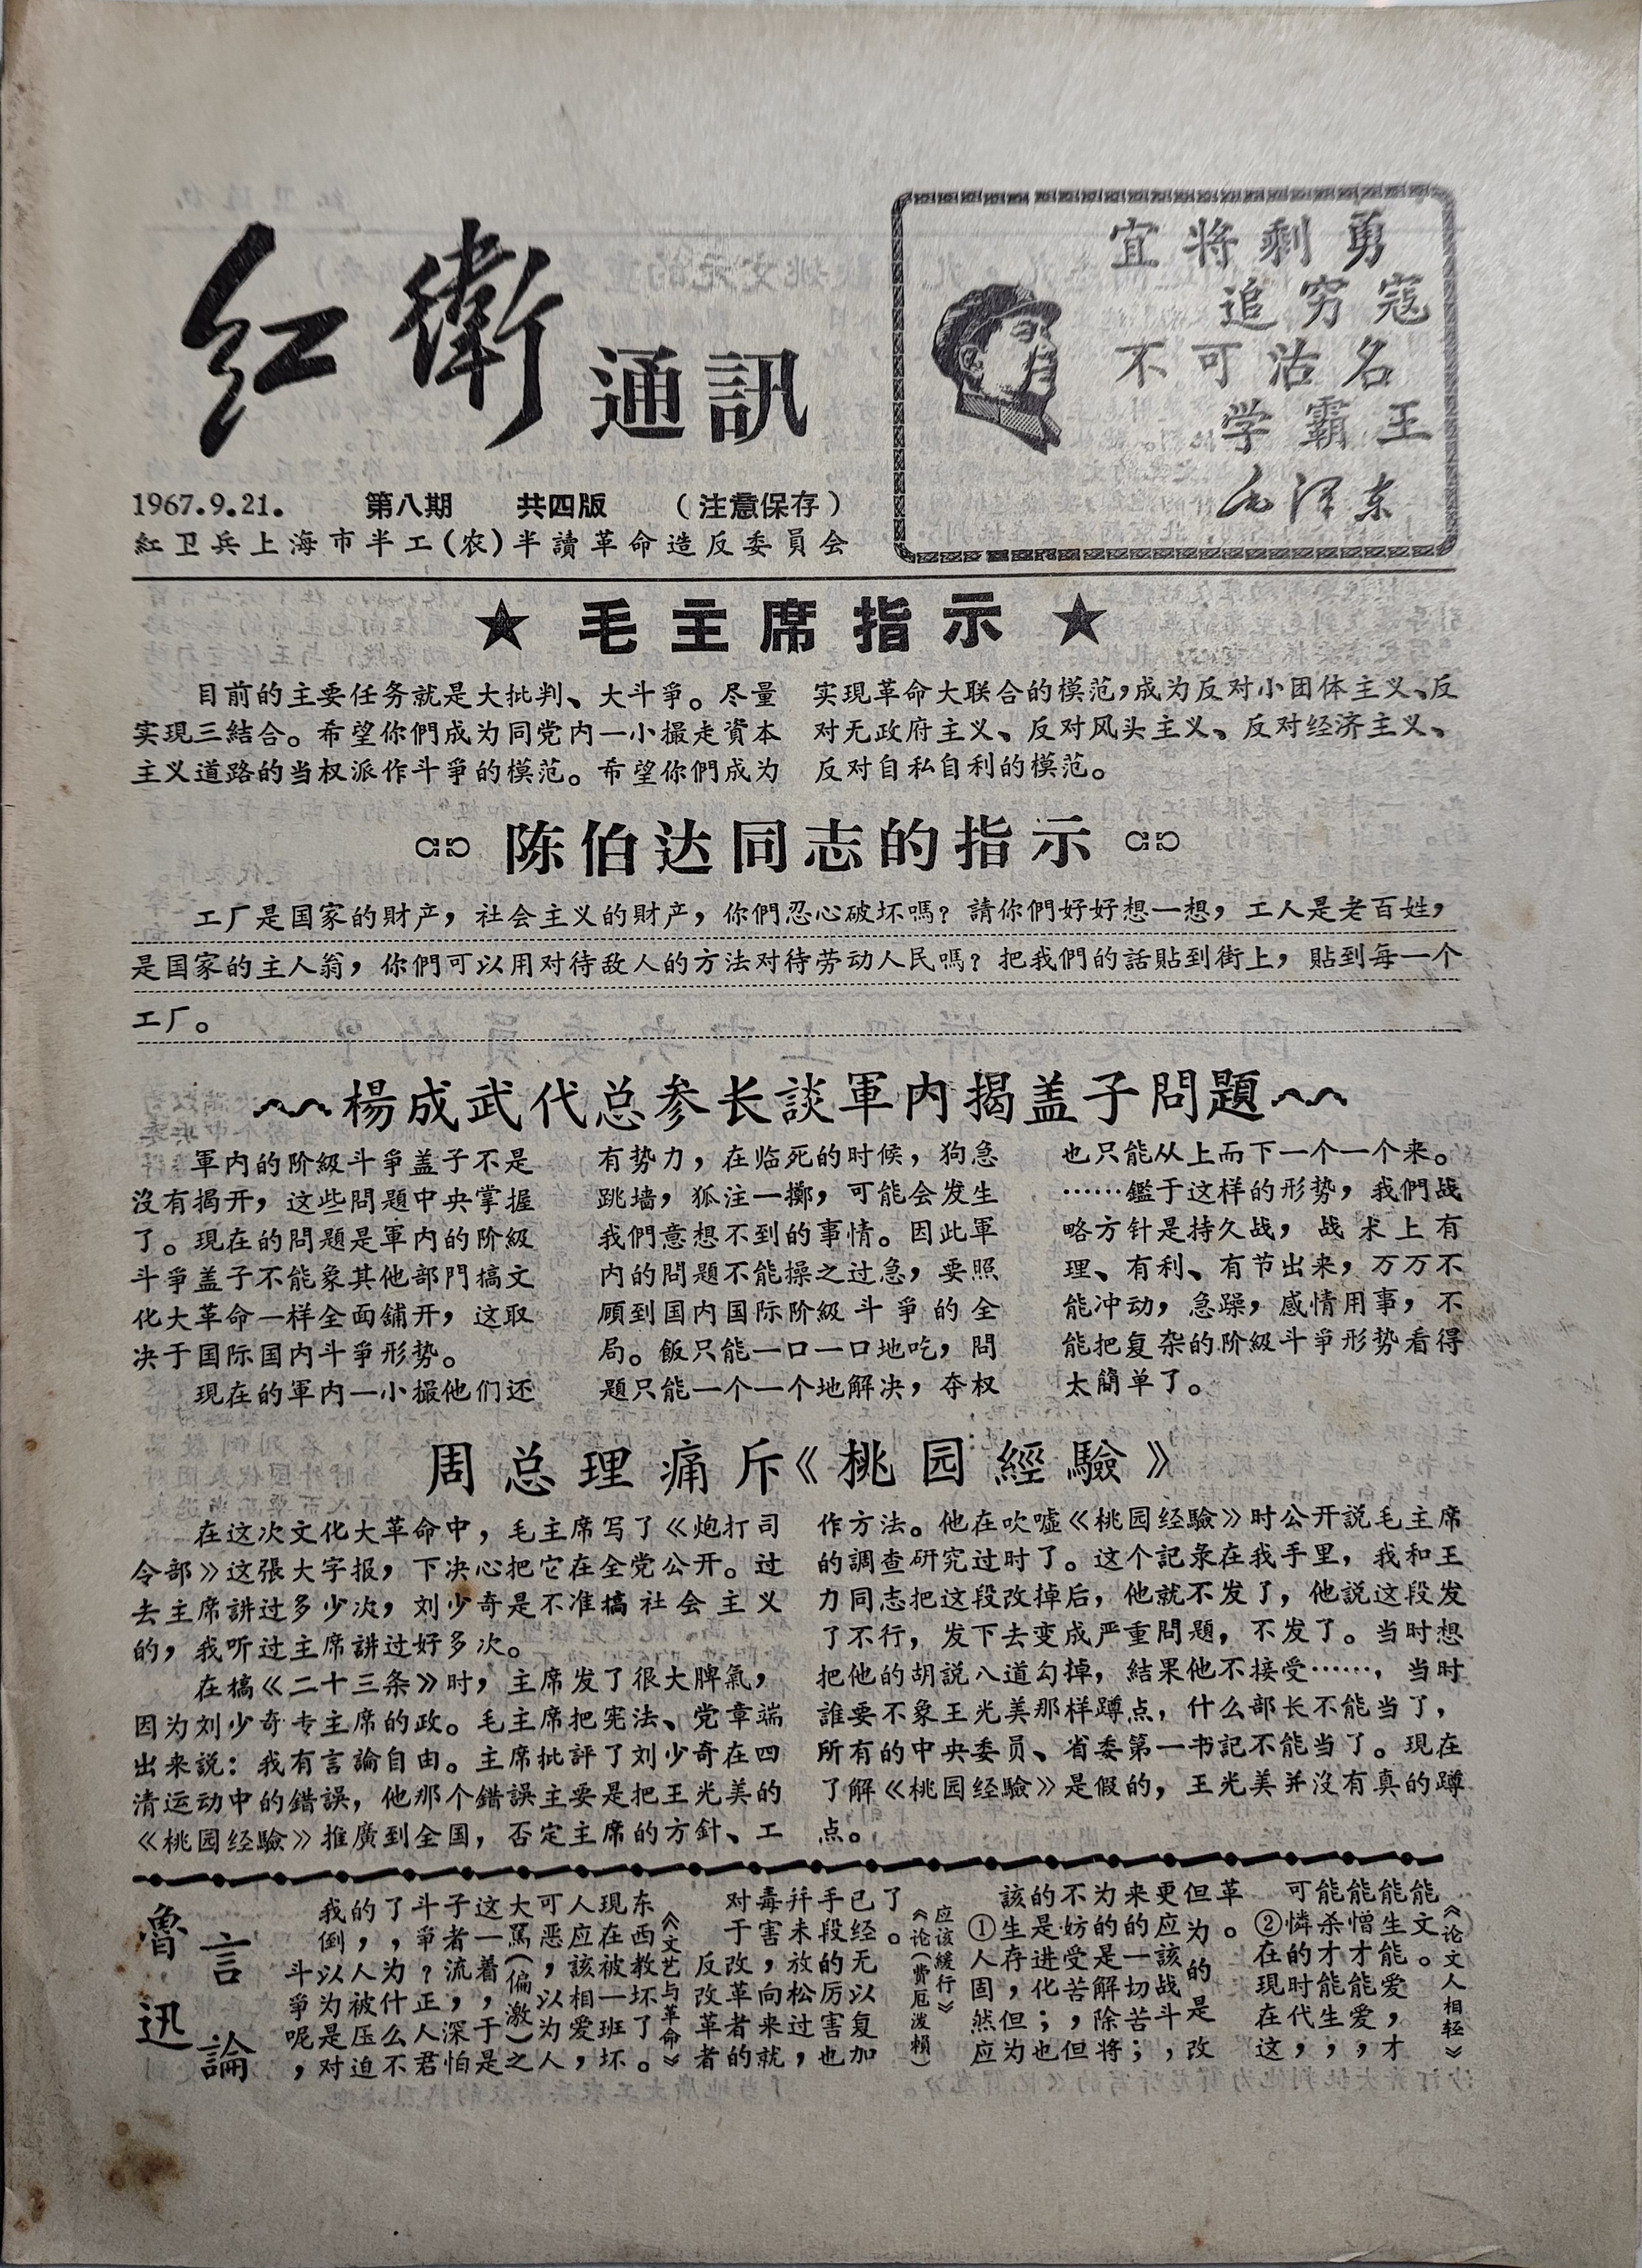 紅衛通訊
宜将剩勇
追穷寇
不可沽名
学霸王
毛泽东
1967.9.21. 第八期 共四版 （注意保存）
紅卫兵上海市半工(农)半讀革命造反委員会
★ 毛主席指示 ★
目前的主要任务就是大批判、大斗爭。尽量
实現三結合。希望你們成为同党内一小撮走資本
主义道路的当权派作斗爭的模范。希望你們成为
实現革命大联合的模范，成为反对小团体主义、反
对无政府主义、反对风头主义、反对经济主义、
反对自私自利的模范。
陈伯达同志的指示
工厂是国家的財产，社会主义的財产，你們忍心破坏嗎？請你們好好想一想，工人是老百姓，
是国家的主人翁，你們可以用对待敌人的方法对待劳动人民嗎？把我們的話貼到街上，貼到每一个
工厂。
楊成武代总参长談軍内揭盖子問題
軍内的阶級斗爭盖子不是
沒有揭开，这些問題中央掌握
了。現在的問題是軍内的阶級
斗爭盖子不能象其他部門搞文
化大革命一样全面舖开，这取
决于国际国内斗爭形势。
現在的軍内一小撮他们还
有势力，在临死的时候，狗急
跳墙，狐注一擲，可能会发生
我們意想不到的事情。因此軍
内的問題不能操之过急，要照
顾到国内国际阶級斗爭的全
局。飯只能一口一口地吃，問
題只能一个一个地解决，夺权
也只能从上而下一个一个来。
……鑑于这样的形势，我們战
略方针是持久战，战术上有
理、有利、有节出来，万万不
能冲动，急躁，感情用事，不
能把复杂的阶級斗爭形势看得
太簡单了。
周总理痛斥《桃园經驗》
在这次文化大革命中，毛主席写了《炮打司
令部》这張大字报，下决心把它在全党公开。过
去主席講过多少次，刘少奇是不准搞社会主义
的，我听过主席講过好多次。
在搞《二十三条》时，主席发了很大脾氣，
因为刘少奇专主席的政。毛主席把宪法、党章端
出来説：我有言論自由。主席批評了刘少奇在四
清运动中的錯誤，他那个錯誤主要是把王光美的
《桃园经驗》推廣到全国，否定主席的方針、工
作方法。他在吹嘘《桃园经驗》时公开説毛主席
的調查研究过时了。这个記录在我手里，我和王
力同志把这段改掉后，他就不发了，他説这段发
了不行，发下去变成严重問題，不发了。当时想
把他的胡説八道勾掉，結果他不接受……，当时
誰要不象王光美那样蹲点，什么部长不能当了，
所有的中央委员、省委第一书記不能当了。現在
了解《桃园经驗》是假的，王光美并沒有真的蹲
点。
魯迅
言論
斗爭呢，
我倒以为是对
的，人被压迫
了，为什么不
斗爭？正人君
子者流，深怕
这一着，于是
大駡（偏激）之
可恶，以为人
人应該相爱，
現在被一班坏
东西教坏了。
《文艺与革命》
反改革者
对于改革者的
毒害，向来就
幷未放松过，
手段的厉害也
已经无以复加
了。
《论（費厄泼賴）
应该緩行》
①人固然应
該生存，但为
的是进化；也
不妨受苦，但
为的是解除将
来的一切苦；
更应該战斗，
但为的是改
革。
②在現在这
可憐的时代，
能杀才能生，
能憎才能爱，
能生能爱，才
能文。
《论文人相轻》